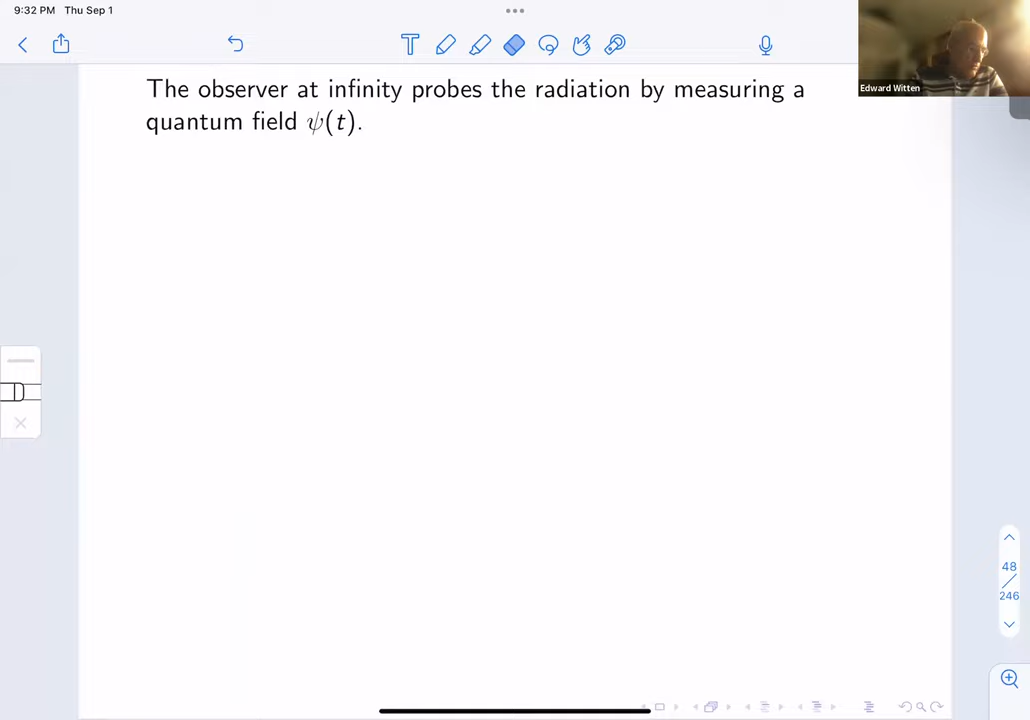 9:32 PM Thu Sep 1
Edward Witten
The observer at infinity probes the radiation by measuring a
quantum field ψ(t).
48
246